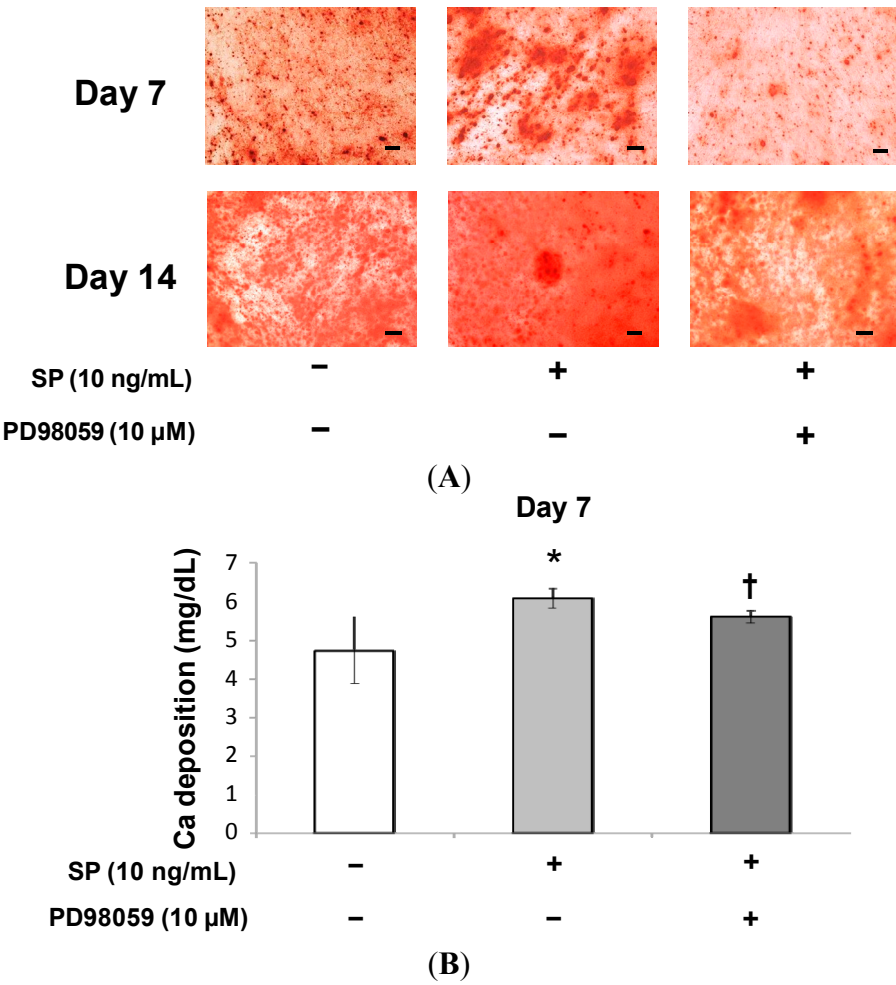 Day 7
Day 14
SP (10 ng/mL) − + +
PD98059 (10 µM) − − +
(A)
Day 7
Ca deposition (mg/dL)
7
6
5
4
3
2
1
0
*
†
SP (10 ng/mL) − + +
PD98059 (10 µM) − − +
(B)